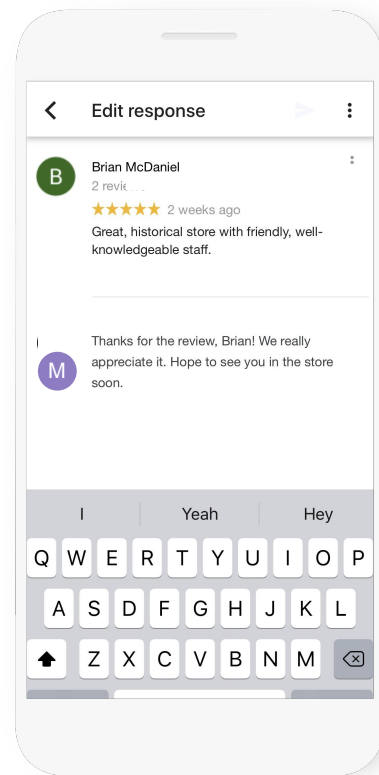 Edit response
B
Brian McDaniel
2
2 weeks ago
Great, historical store with friendly, well-
knowledgeable staff.
Thanks for the review, Brian! We really
M
appreciate it. Hope to see you in the store
soon.
I Yeah Hey
Q W E R T Y U I O P
A S D F G H J K L
Z X C V B N M